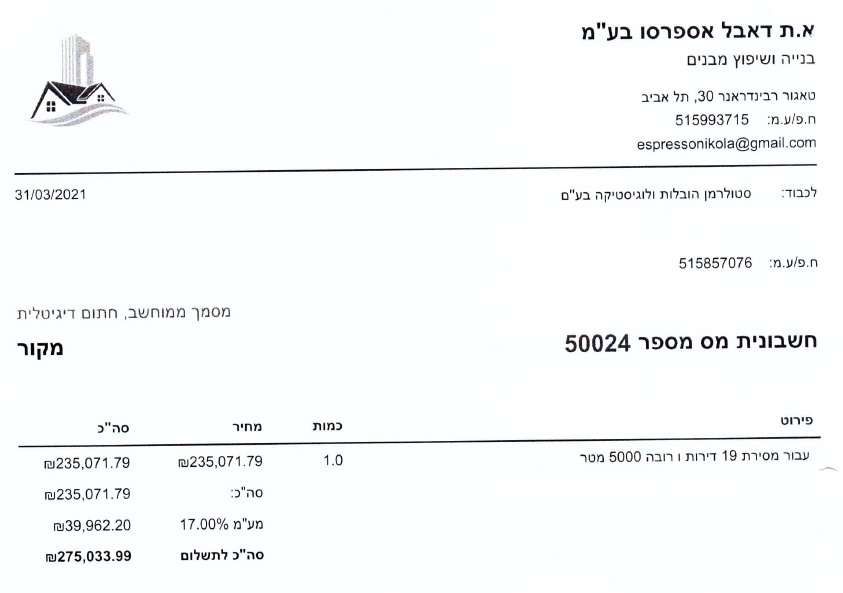 א.ת דאבל אספרסו בע"מ
בנייה ושיפוץ מבנים
טאגור רבינדראנר 30, תל אביב
ח.פ/ע.מ: 515993715
espressonikola@gmail.com
לכבוד: סטולרמן הובלות ולוגיסטיקה בע"ם 31/03/2021
ח.פ/ע.מ: 515857076
מסמך ממוחשב, חתום דיגיטלית
חשבונית מס מספר 50024 מקור
פירוט כמות מחיר סה"כ
עבור מסירת 19 דירות ו רובה 5000 מטר 1.0 ₪235,071.79 ₪235,071.79
סה"כ: ₪235,071.79
מע"מ 17.00% ₪39,962.20
סה"כ לתשלום ₪275,033.99